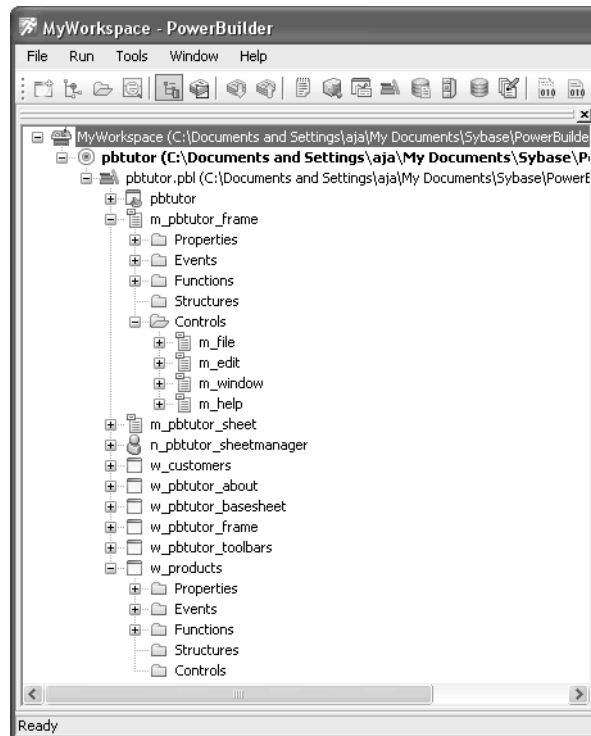 MyWorkspace - PowerBuilder
File Run Tools Window Help
MyWorkspace (C:\Documents and Settings\aja\My Documents\Sybase\PowerBuilde
pbtutor (C:\Documents and Settings\aja\My Documents\Sybase\P
pbtutor.pbl (C:\Documents and Settings\aja\My Documents\Sybase\PowerB
pbtutor
m_pbtutor_frame
Properties
Events
Functions
Structures
Controls
m_file
m_edit
m_window
m_help
m_pbtutor_sheet
n_pbtutor_sheetmanager
w_customers
w_pbtutor_about
w_pbtutor_basesheet
w_pbtutor_frame
w_pbtutor_toolbars
w_products
Properties
Events
Functions
Structures
Controls
Ready